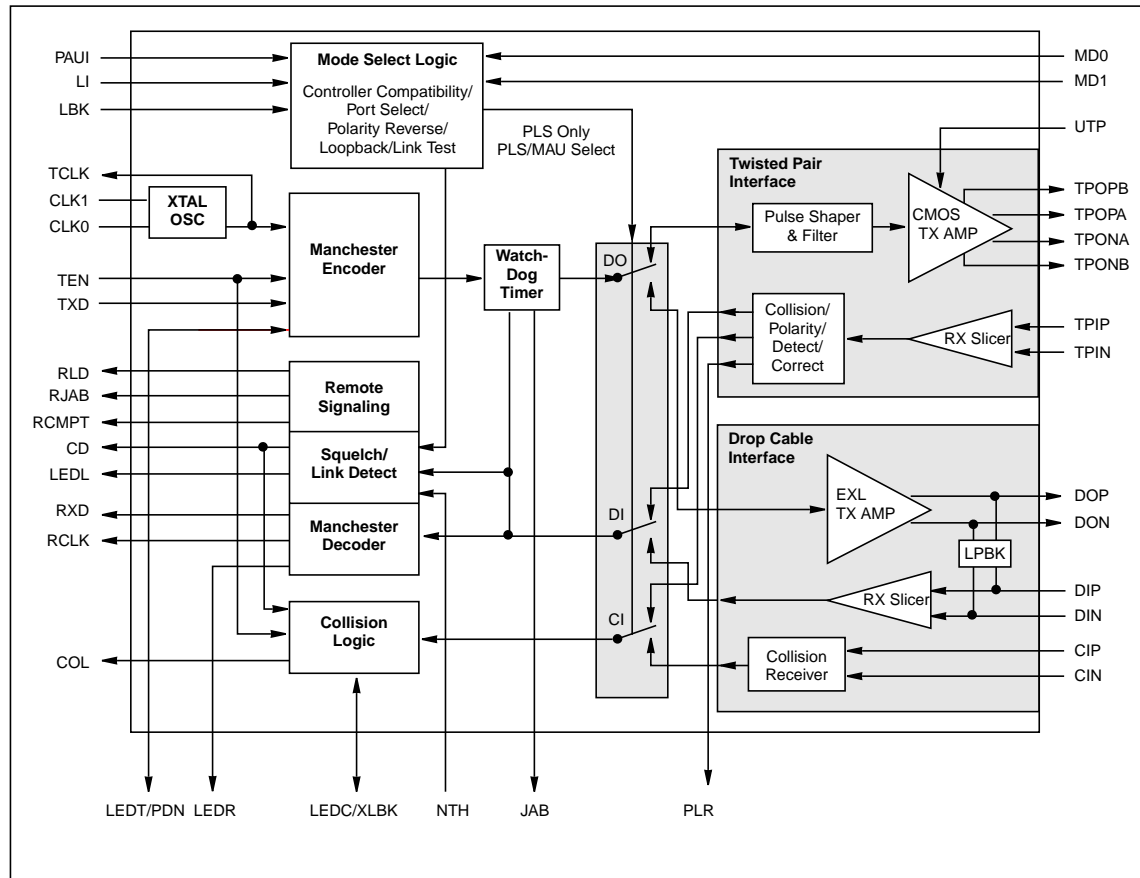 PAUI
LI
LBK
Mode Select Logic
Controller Compatibility/
Port Select/
Polarity Reverse/
Loopback/Link Test
MD0
MD1
PLS Only
PLS/MAU Select
UTP
TCLK
CLK1
CLK0
XTAL
OSC
TEN
TXD
Manchester
Encoder
Watch-
Dog
Timer
DO
Twisted Pair
Interface
Pulse Shaper
& Filter
CMOS
TX AMP
TPOPB
TPOPA
TPONA
TPONB
Collision/
Polarity/
Detect/
Correct
RX Slicer
TPIP
TPIN
RLD
RJAB
RCMPT
CD
LEDL
RXD
RCLK
Remote
Signaling
Squelch/
Link Detect
Manchester
Decoder
DI
Drop Cable
Interface
EXL
TX AMP
DOP
DON
LPBK
RX Slicer
DIP
DIN
COL
Collision
Logic
CI
Collision
Receiver
CIP
CIN
LEDT/PDN
LEDR
LEDC/XLBK
NTH
JAB
PLR